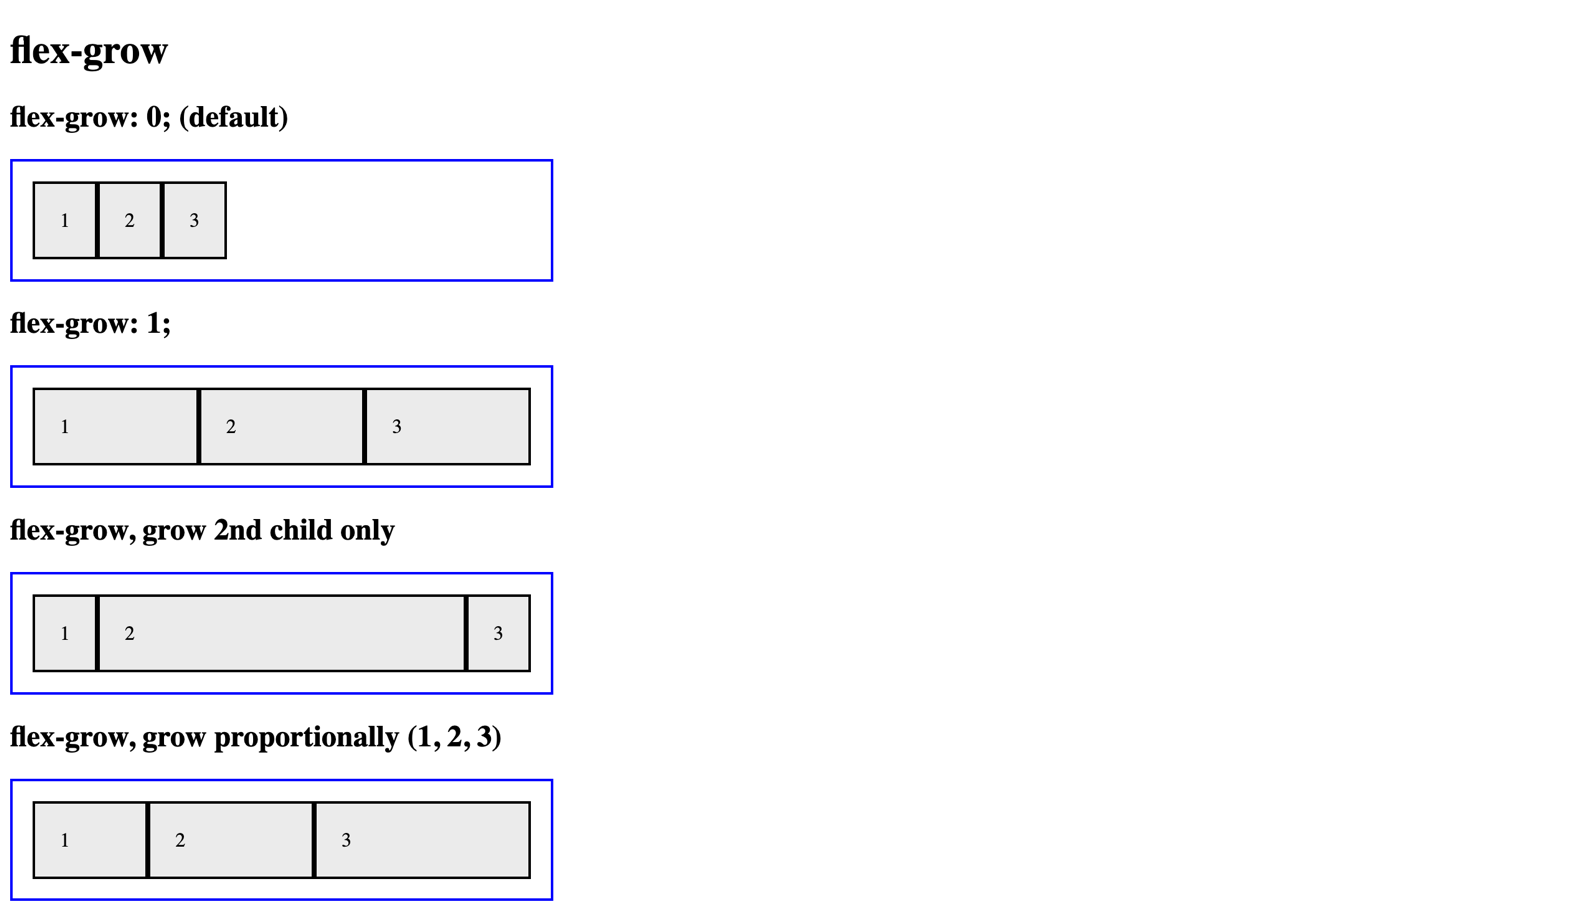 flex-grow
flex-grow: 0; (default)
1 2 3
flex-grow: 1;
1 2 3
flex-grow, grow 2nd child only
1 2 3
flex-grow, grow proportionally (1, 2, 3)
1 2 3